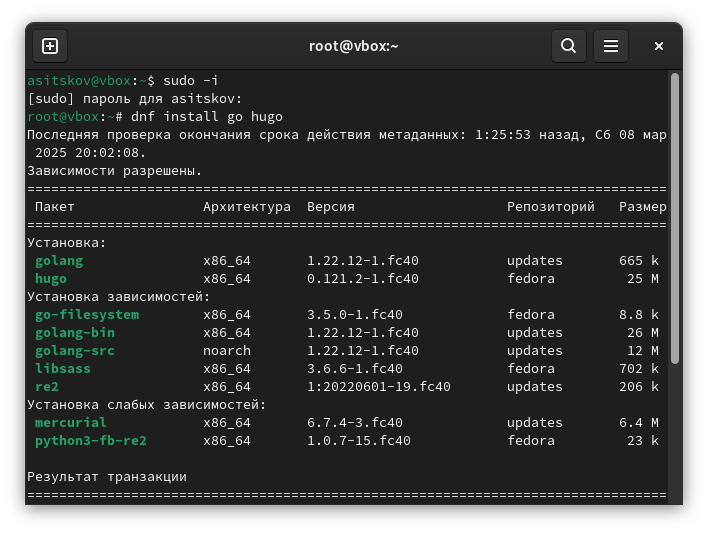 root@vbox:~
asitskov@vbox:~$ sudo -i
[sudo] пароль для asitskov:
root@vbox:~# dnf install go hugo
Последняя проверка окончания срока действия метаданных: 1:25:53 назад, Сб 08 мар
 2025 20:02:08.
Зависимости разрешены.
================================================================================
 Пакет Архитектура Версия Репозиторий Размер
================================================================================
Установка:
 golang x86_64 1.22.12-1.fc40 updates 665 k
 hugo x86_64 0.121.2-1.fc40 fedora 25 M
Установка зависимостей:
 go-filesystem x86_64 3.5.0-1.fc40 fedora 8.8 k
 golang-bin x86_64 1.22.12-1.fc40 updates 26 M
 golang-src noarch 1.22.12-1.fc40 updates 12 M
 libsass x86_64 3.6.6-1.fc40 fedora 702 k
 re2 x86_64 1:20220601-19.fc40 updates 206 k
Установка слабых зависимостей:
 mercurial x86_64 6.7.4-3.fc40 updates 6.4 M
 python3-fb-re2 x86_64 1.0.7-15.fc40 fedora 23 k
Результат транзакции
================================================================================